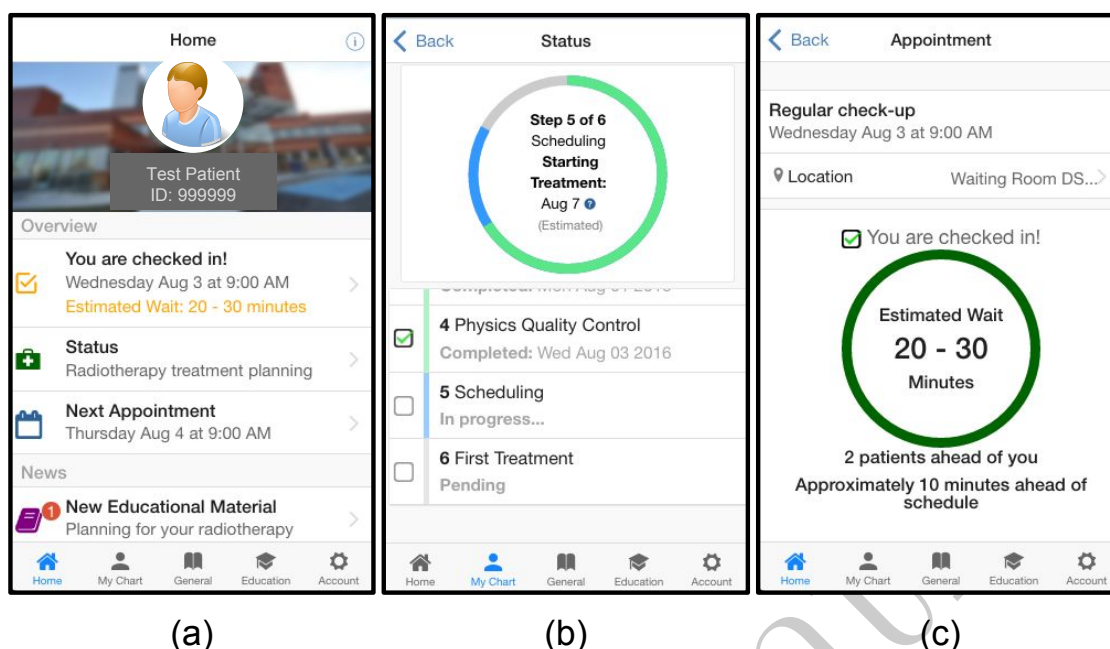 Home
Test Patient
ID: 999999
Overview
You are checked in!
Wednesday Aug 3 at 9:00 AM
Estimated Wait: 20 - 30 minutes
Status
Radiotherapy treatment planning
Next Appointment
Thursday Aug 4 at 9:00 AM
News
1
New Educational Material
Planning for your radiotherapy
Home My Chart General Education Account
(a)
Back Status
Step 5 of 6
Scheduling
Starting
Treatment:
Aug 7 ?
(Estimated)
4 Physics Quality Control
Completed: Wed Aug 03 2016
5 Scheduling
In progress...
6 First Treatment
Pending
Home My Chart General Education Account
(b)
Back Appointment
Regular check-up
Wednesday Aug 3 at 9:00 AM
Location Waiting Room DS...
You are checked in!
Estimated Wait
20 - 30
Minutes
2 patients ahead of you
Approximately 10 minutes ahead of
schedule
Home My Chart General Education Account
(c)